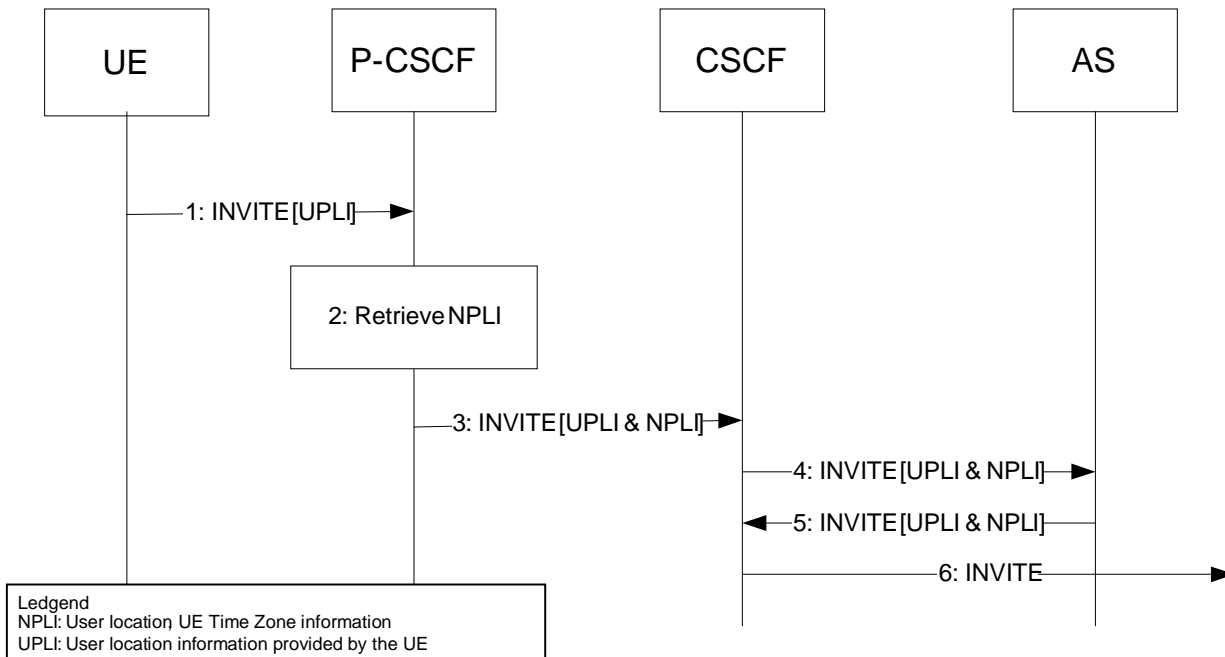 UE
P-CSCF
CSCF
AS
1: INVITE[UPLI]
2: Retrieve NPLI
3: INVITE[UPLI & NPLI]
4: INVITE[UPLI & NPLI]
5: INVITE[UPLI & NPLI]
6: INVITE
Ledgend
NPLI: User location, UE Time Zone information
UPLI: User location information provided by the UE